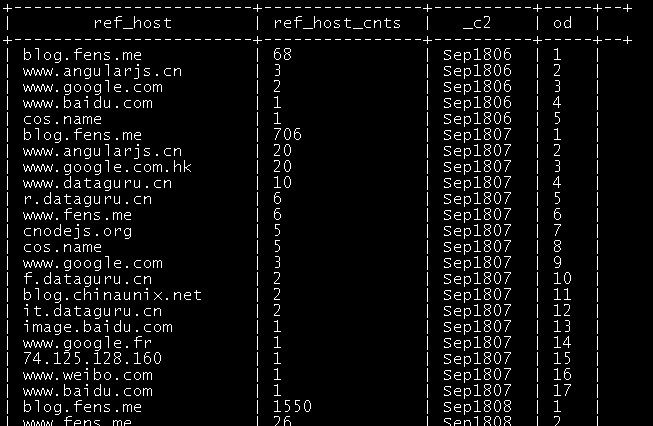 +---------------------------+------------------+-----------+-----+--+
| ref_host | ref_host_cnts | _c2 | od |
+---------------------------+------------------+-----------+-----+--+
| blog.fens.me | 68 | Sep1806 | 1 |
| www.angularjs.cn | 3 | Sep1806 | 2 |
| www.google.com | 2 | Sep1806 | 3 |
| www.baidu.com | 1 | Sep1806 | 4 |
| cos.name | 1 | Sep1806 | 5 |
| blog.fens.me | 706 | Sep1807 | 1 |
| www.angularjs.cn | 20 | Sep1807 | 2 |
| www.google.com.hk | 20 | Sep1807 | 3 |
| www.dataguru.cn | 10 | Sep1807 | 4 |
| r.dataguru.cn | 6 | Sep1807 | 5 |
| www.fens.me | 6 | Sep1807 | 6 |
| cnodejs.org | 5 | Sep1807 | 7 |
| cos.name | 5 | Sep1807 | 8 |
| www.google.com | 3 | Sep1807 | 9 |
| f.dataguru.cn | 2 | Sep1807 | 10 |
| blog.chinaunix.net | 2 | Sep1807 | 11 |
| it.dataguru.cn | 2 | Sep1807 | 12 |
| image.baidu.com | 1 | Sep1807 | 13 |
| www.google.fr | 1 | Sep1807 | 14 |
| 74.125.128.160 | 1 | Sep1807 | 15 |
| www.weibo.com | 1 | Sep1807 | 16 |
| www.baidu.com | 1 | Sep1807 | 17 |
| blog.fens.me | 1550 | Sep1808 | 1 |
| www.fens.me | 26 | Sep1808 | 2 |